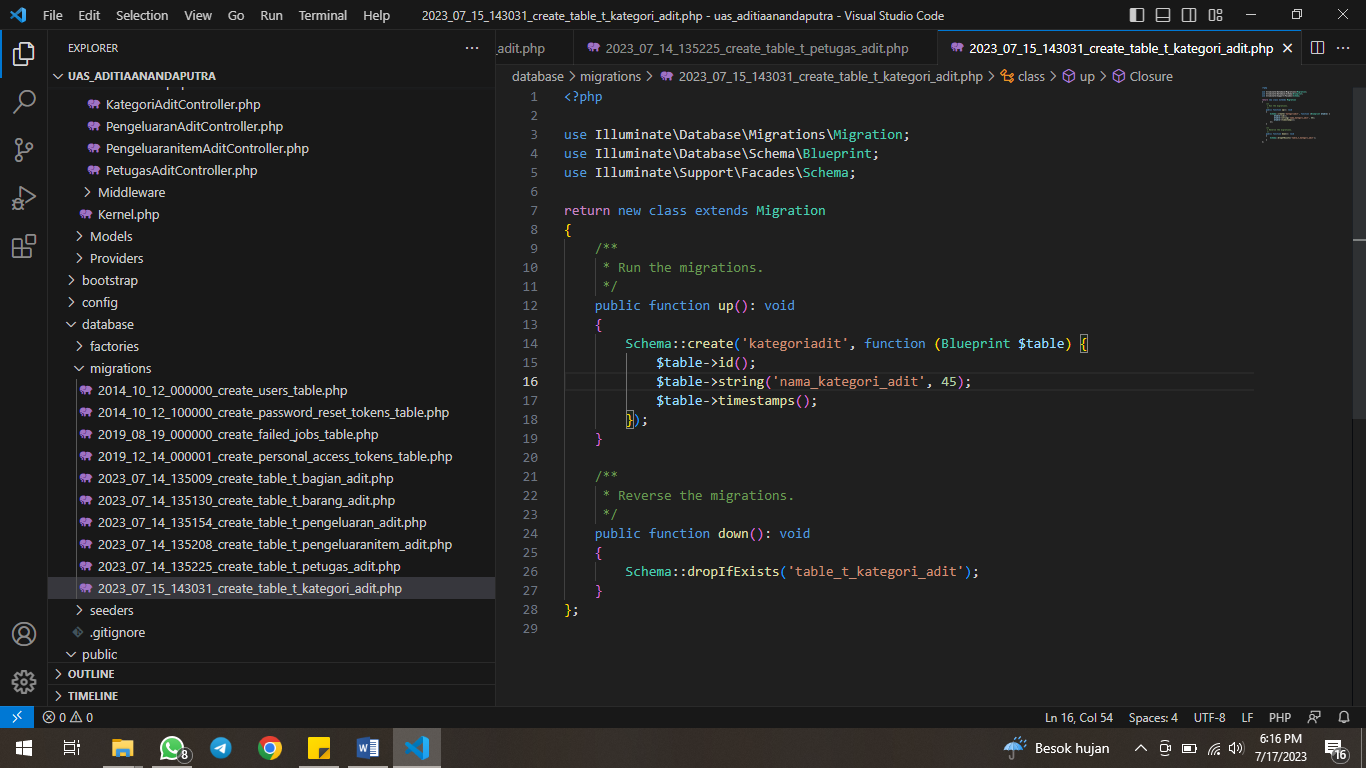 File Edit Selection View Go Run Terminal Help
2023_07_15_143031_create_table_t_kategori_adit.php - uas_aditiaanandaputra - Visual Studio Code
EXPLORER
UAS_ADITIAANANDAPUTRA
KategoriAditController.php
PengeluaranAditController.php
PengeluaranitemAditController.php
PetugasAditController.php
Middleware
Kernel.php
Models
Providers
bootstrap
config
database
factories
migrations
2014_10_12_000000_create_users_table.php
2014_10_12_100000_create_password_reset_tokens_table.php
2019_08_19_000000_create_failed_jobs_table.php
2019_12_14_000001_create_personal_access_tokens_table.php
2023_07_14_135009_create_table_t_bagian_adit.php
2023_07_14_135130_create_table_t_barang_adit.php
2023_07_14_135154_create_table_t_pengeluaran_adit.php
2023_07_14_135208_create_table_t_pengeluaranitem_adit.php
2023_07_14_135225_create_table_t_petugas_adit.php
2023_07_15_143031_create_table_t_kategori_adit.php
seeders
.gitignore
public
OUTLINE
TIMELINE
_adit.php
2023_07_14_135225_create_table_t_petugas_adit.php
2023_07_15_143031_create_table_t_kategori_adit.php
database > migrations > 2023_07_15_143031_create_table_t_kategori_adit.php > class > up > Closure
1 <?php
2
3 use Illuminate\Database\Migrations\Migration;
4 use Illuminate\Database\Schema\Blueprint;
5 use Illuminate\Support\Facades\Schema;
6
7 return new class extends Migration
8 {
9 /**
10 * Run the migrations.
11 */
12 public function up(): void
13 {
14 Schema::create('kategoriadit', function (Blueprint $table) {
15 $table->id();
16 $table->string('nama_kategori_adit', 45);
17 $table->timestamps();
18 });
19 }
20
21 /**
22 * Reverse the migrations.
23 */
24 public function down(): void
25 {
26 Schema::dropIfExists('table_t_kategori_adit');
27 }
28 };
29
0 0
Ln 16, Col 54 Spaces: 4 UTF-8 LF PHP
8
Besok hujan
6:16 PM
7/17/2023
16